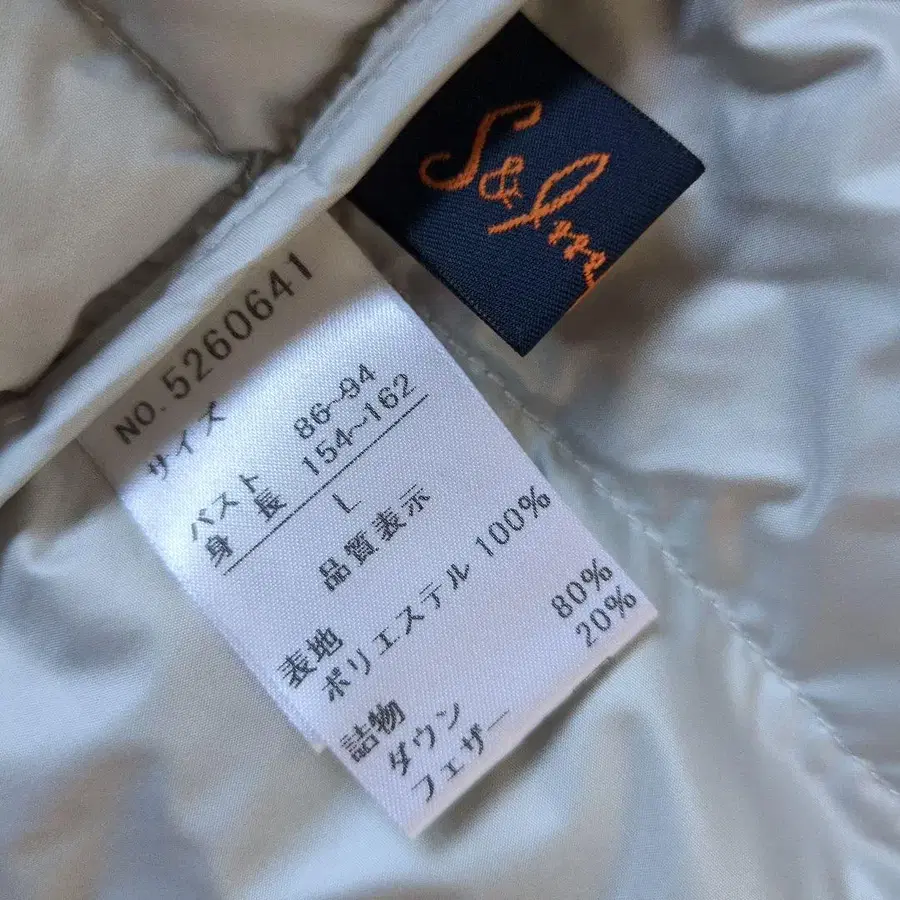 S&
NO. 5260641
サイズ
バスト 86~94
身長 154~162
L
品質表示
表地
ポリエステル 100%
詰物
ダウン 80%
フェザー 20%